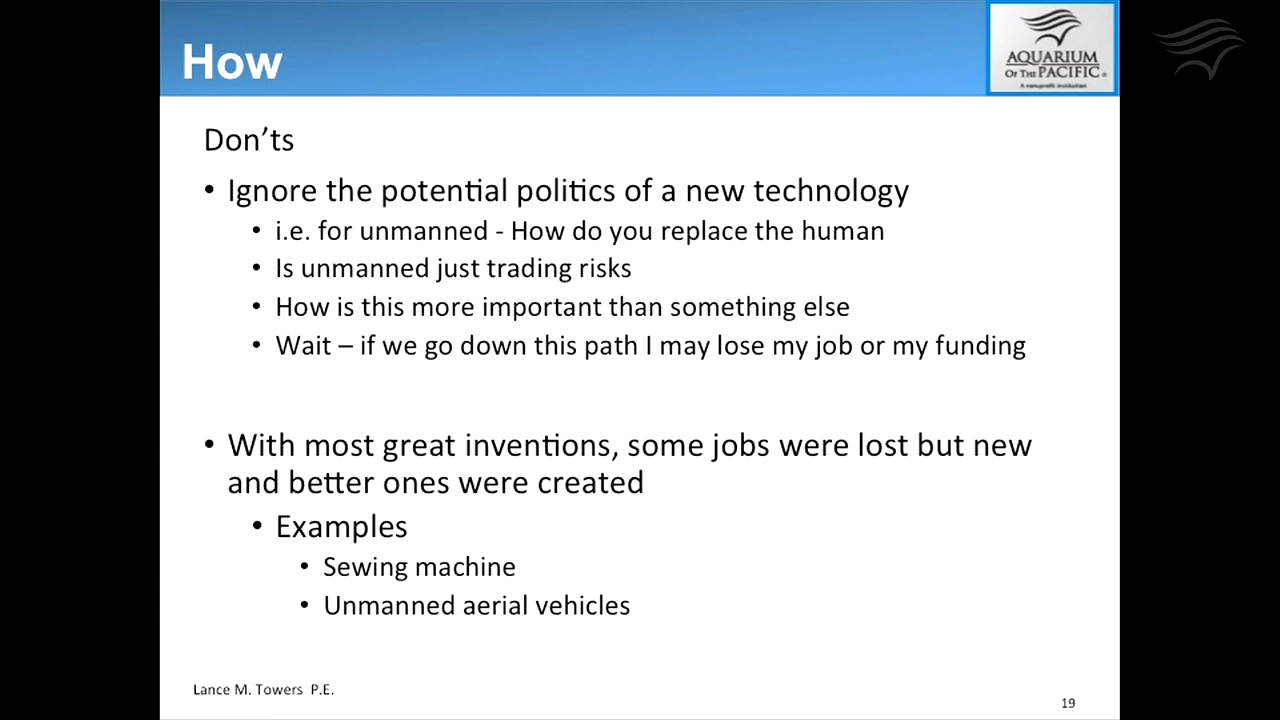 How
AQUARIUM
OF THE PACIFIC®
A nonprofit institution
Don'ts
• Ignore the potential politics of a new technology
• i.e. for unmanned - How do you replace the human
• Is unmanned just trading risks
• How is this more important than something else
• Wait – if we go down this path I may lose my job or my funding
• With most great inventions, some jobs were lost but new
and better ones were created
• Examples
• Sewing machine
• Unmanned aerial vehicles
Lance M. Towers P.E.
19